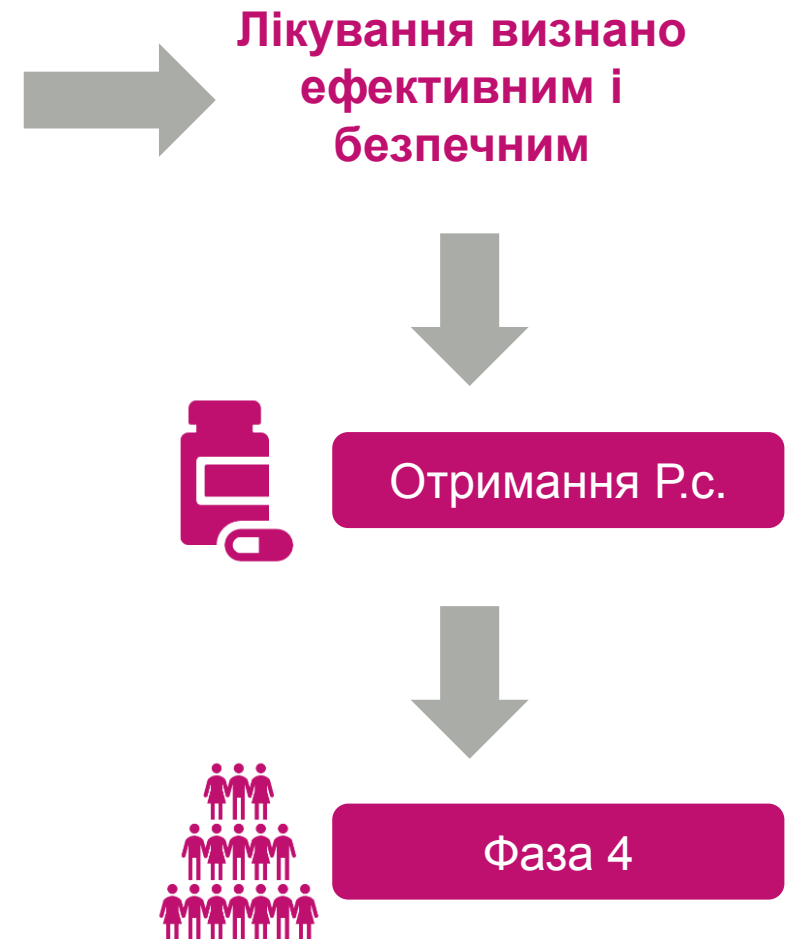 Лікування визнано
ефективним і
безпечним
Отримання Р.с.
Фаза 4